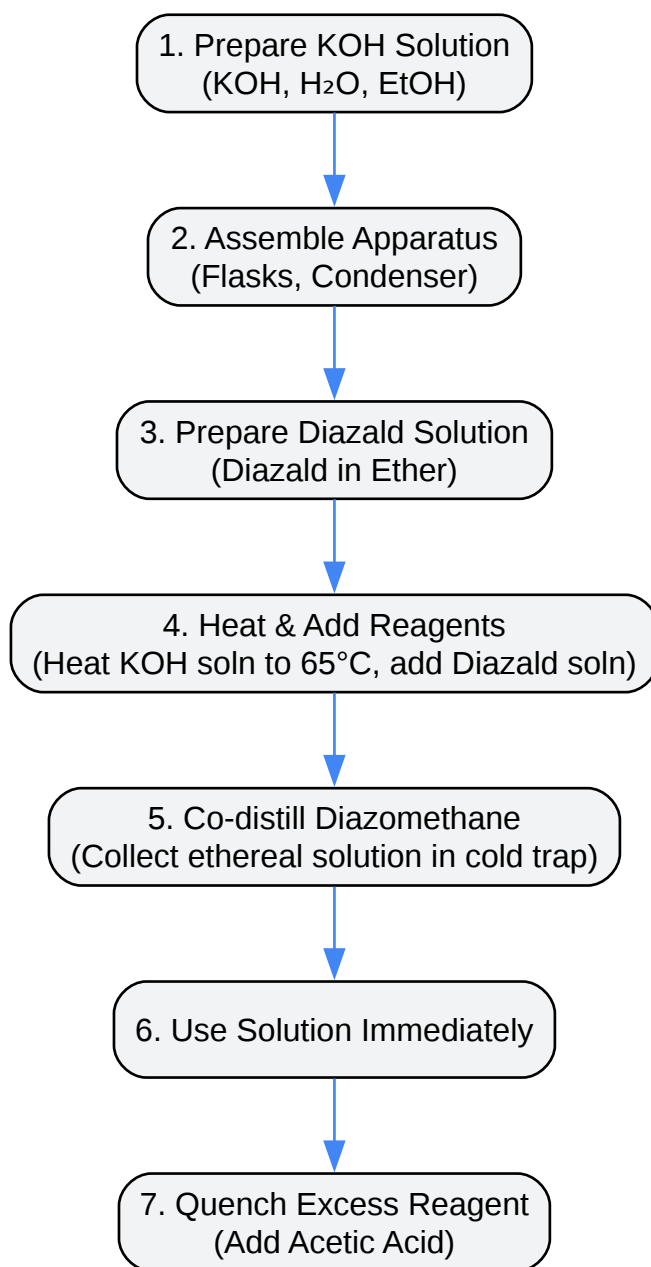 1. Prepare KOH Solution
(KOH, H₂O, EtOH)
2. Assemble Apparatus
(Flasks, Condenser)
3. Prepare Diazald Solution
(Diazald in Ether)
4. Heat & Add Reagents
(Heat KOH soln to 65°C, add Diazald soln)
5. Co-distill Diazomethane
(Collect ethereal solution in cold trap)
6. Use Solution Immediately
7. Quench Excess Reagent
(Add Acetic Acid)